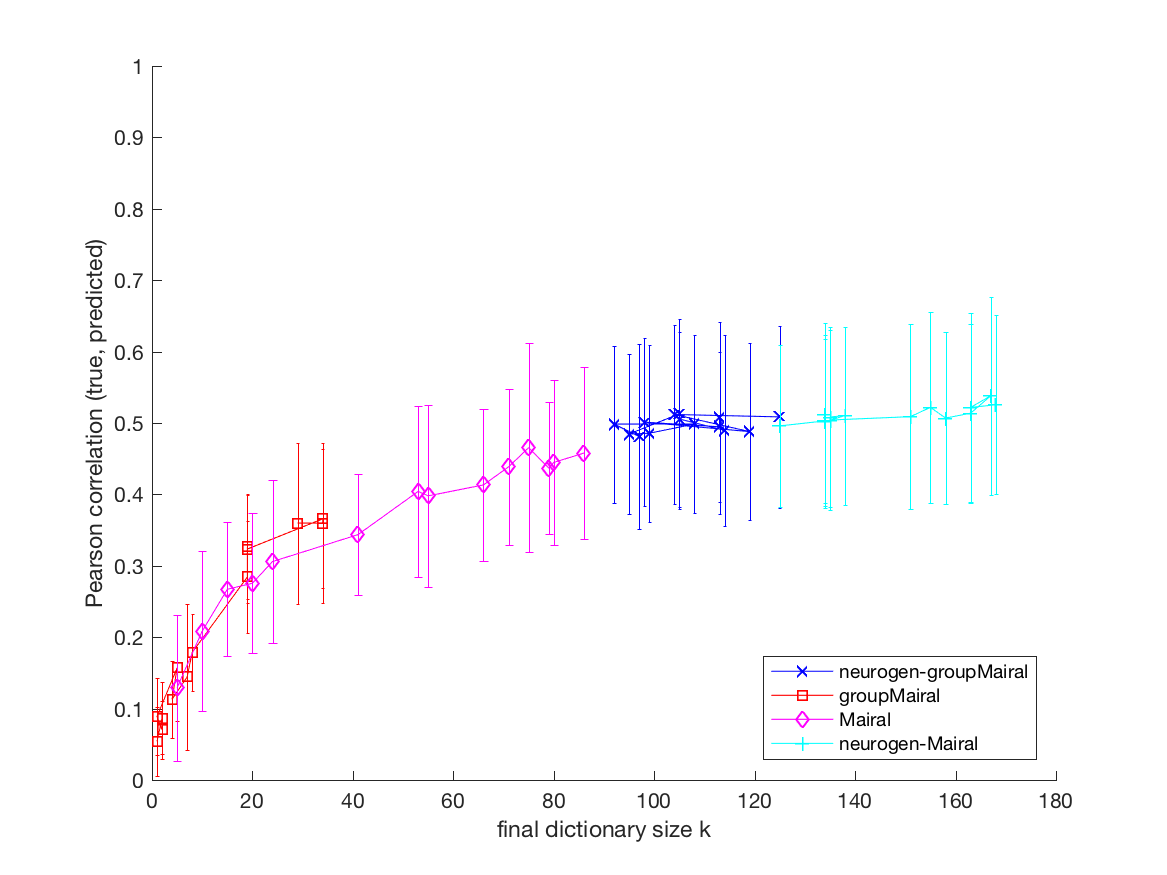 1
0.9
0.8
0.7
0.6
0.5
0.4
0.3
0.2
0.1
0
Pearson correlation (true, predicted)
0 20 40 60 80 100 120 140 160 180
final dictionary size k
neurogen-groupMairal
groupMairal
Mairal
neurogen-Mairal